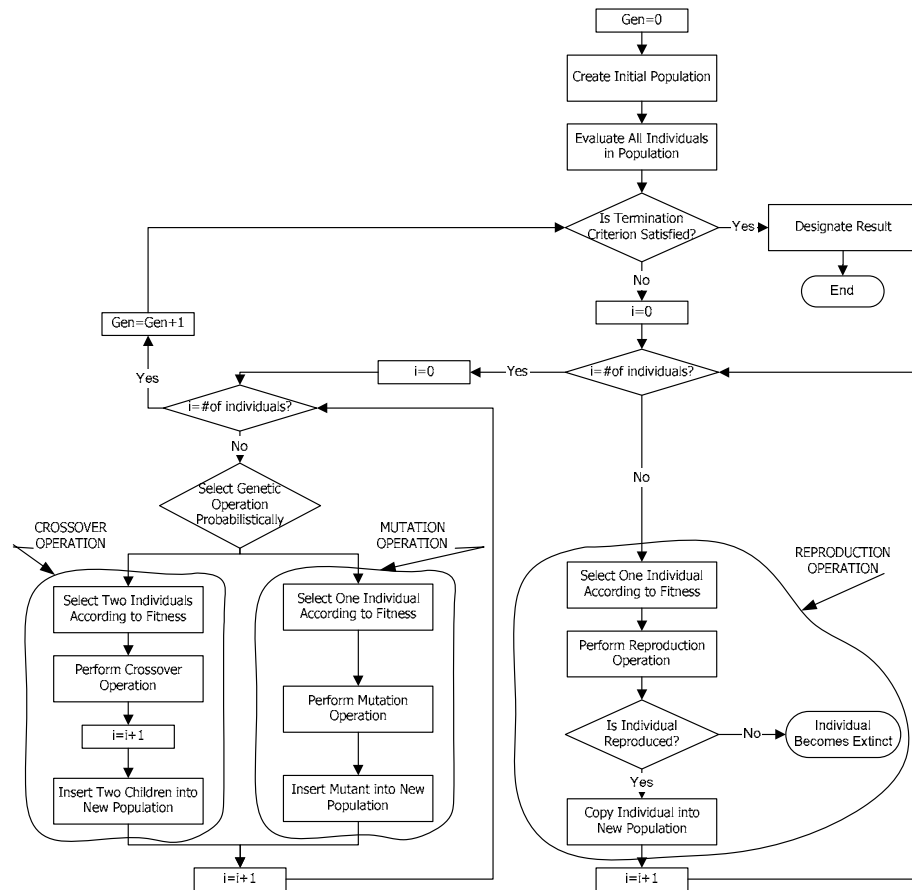 Gen=0
Create Initial Population
Evaluate All Individuals
in Population
Is Termination
Criterion Satisfied?
Yes
Designate Result
End
No
i=0
i=#of individuals?
Yes
i=0
Gen=Gen+1
Yes
i=#of individuals?
No
Select Genetic
Operation
Probabilistically
CROSSOVER
OPERATION
MUTATION
OPERATION
Select Two Individuals
According to Fitness
Perform Crossover
Operation
i=i+1
Insert Two Children into
New Population
Select One Individual
According to Fitness
Perform Mutation
Operation
Insert Mutant into New
Population
i=i+1
No
REPRODUCTION
OPERATION
Select One Individual
According to Fitness
Perform Reproduction
Operation
Is Individual
Reproduced?
No
Individual
Becomes Extinct
Yes
Copy Individual into
New Population
i=i+1